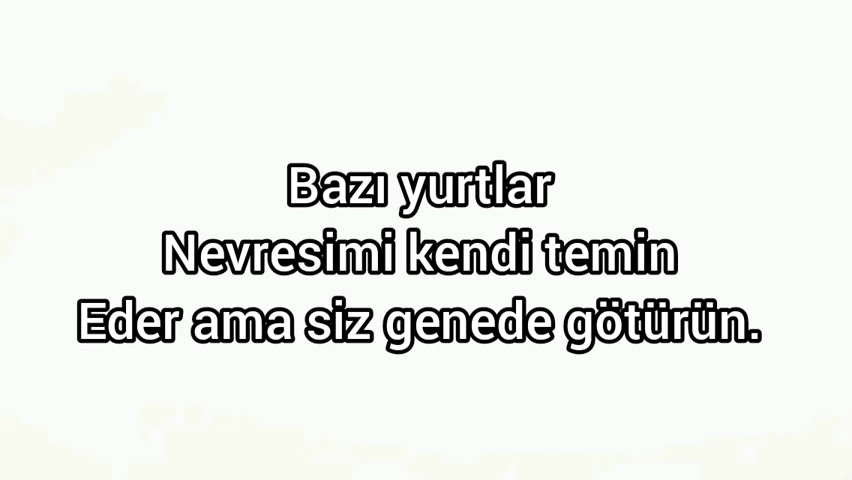 Bazı yurtlar
Nevresimi kendi temin
Eder ama siz genede götürün.